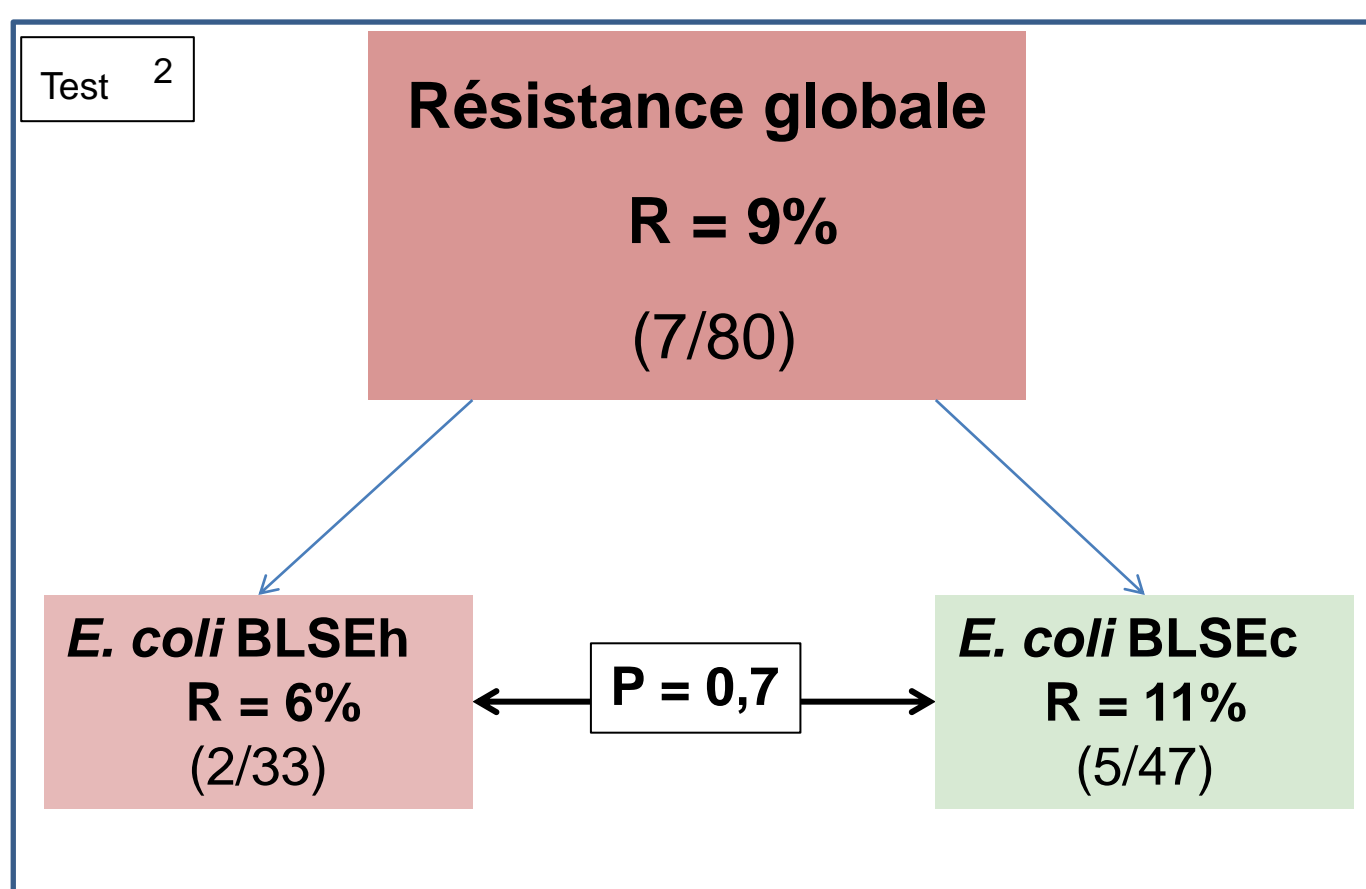 Test 2
Résistance globale
R = 9%
(7/80)
E. coli BLSEh
R = 6%
(2/33)
P = 0,7
E. coli BLSEc
R = 11%
(5/47)